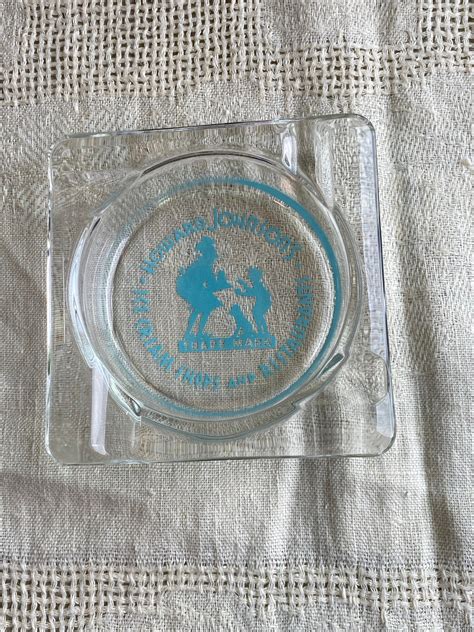 Howard Johnson's
TRADE MARK
Ice Cream Shops and Restaurants